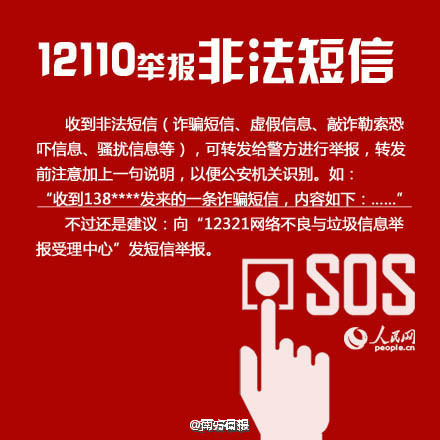 12110举报非法短信
收到非法短信（诈骗短信、虚假信息、敲诈勒索恐
吓信息、骚扰信息等），可转发给警方进行举报，转发
前注意加上一句说明，以便公安机关识别。如：
“收到138****发来的一条诈骗短信，内容如下：……”
不过还是建议：向“12321网络不良与垃圾信息举
报受理中心”发短信举报。
SOS
人民网
people.cn